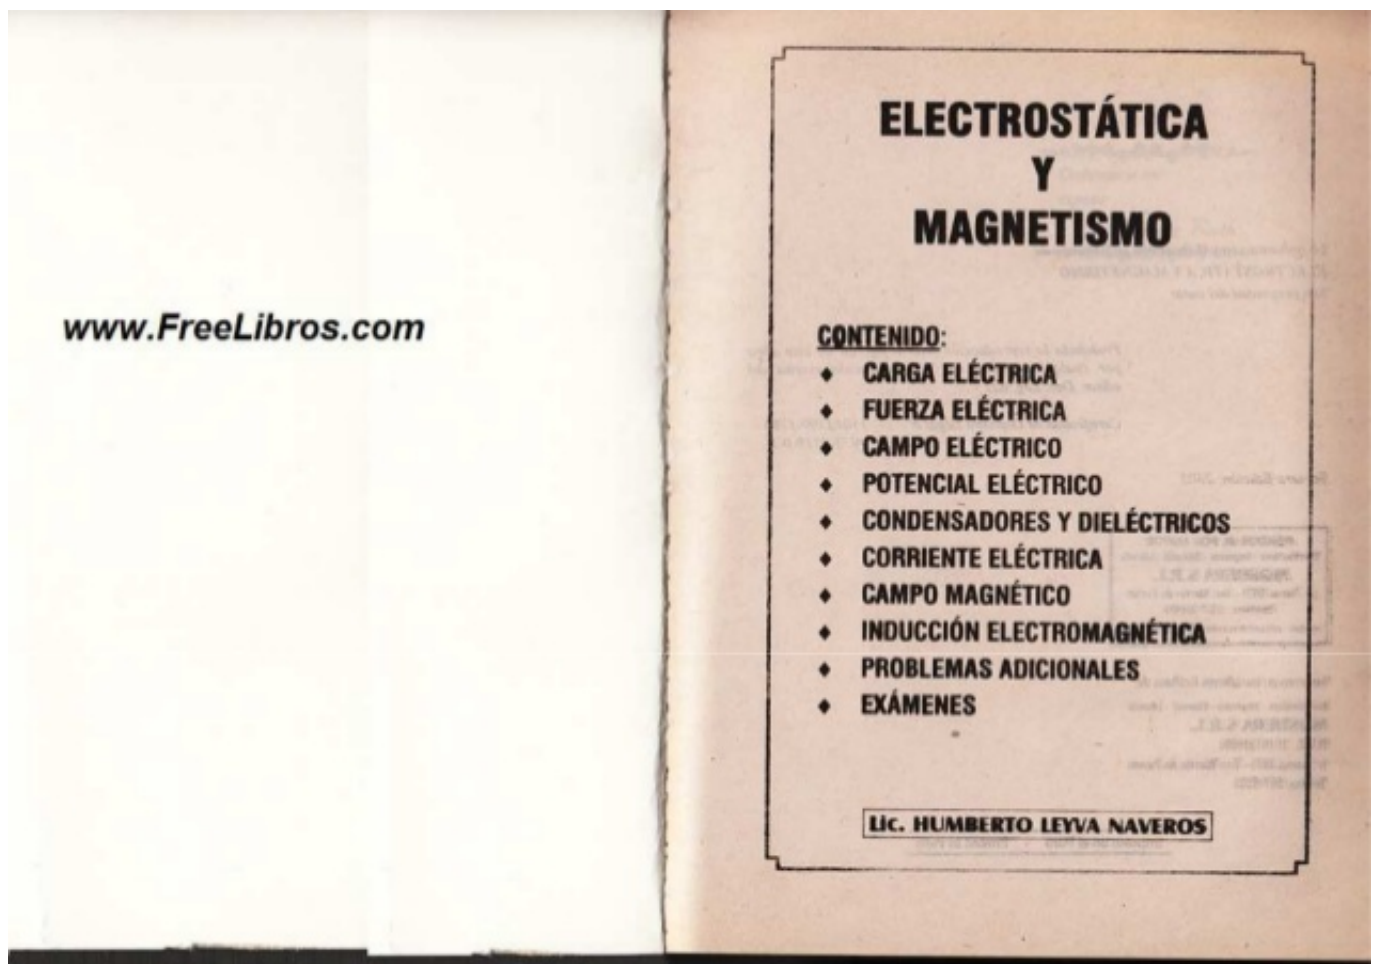 www.FreeLibros.com
ELECTROSTÁTICA
Y
MAGNETISMO
CONTENIDO:
♦ CARGA ELÉCTRICA
♦ FUERZA ELÉCTRICA
♦ CAMPO ELÉCTRICO
♦ POTENCIAL ELÉCTRICO
♦ CONDENSADORES Y DIELÉCTRICOS
♦ CORRIENTE ELÉCTRICA
♦ CAMPO MAGNÉTICO
♦ INDUCCIÓN ELECTROMAGNÉTICA
♦ PROBLEMAS ADICIONALES
♦ EXÁMENES
Lic. HUMBERTO LEYVA NAVEROS